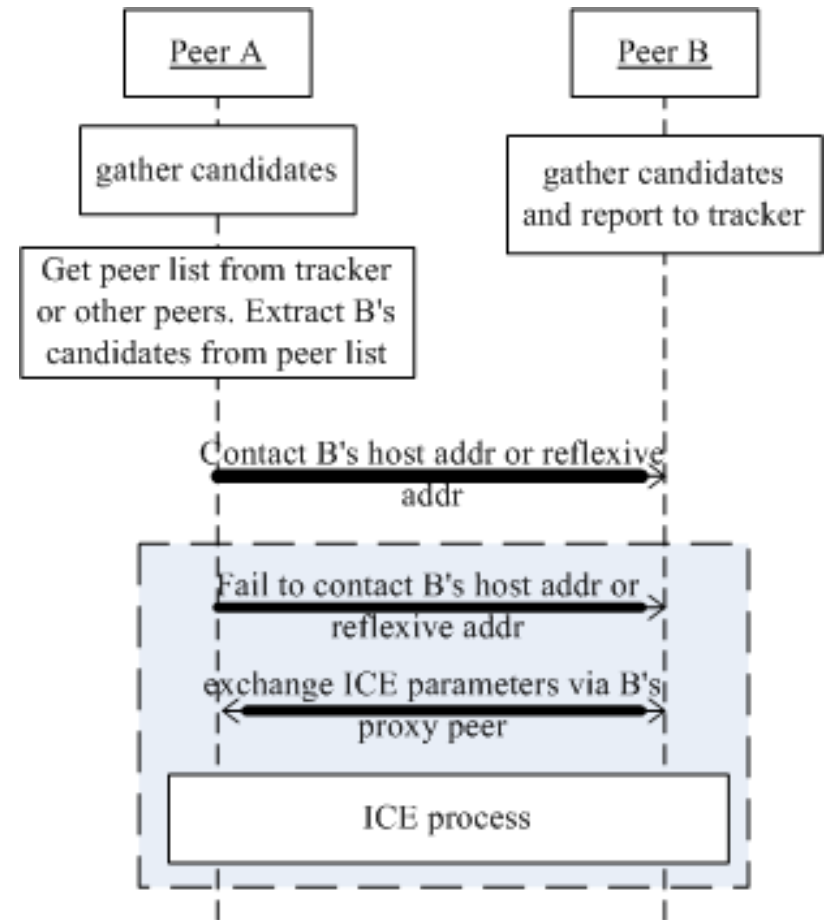 Peer A
Peer B
gather candidates
gather candidates
and report to tracker
Get peer list from tracker
or other peers. Extract B's
candidates from peer list
Contact B's host addr or reflexive
addr
Fail to contact B's host addr or
reflexive addr
exchange ICE parameters via B's
proxy peer
ICE process